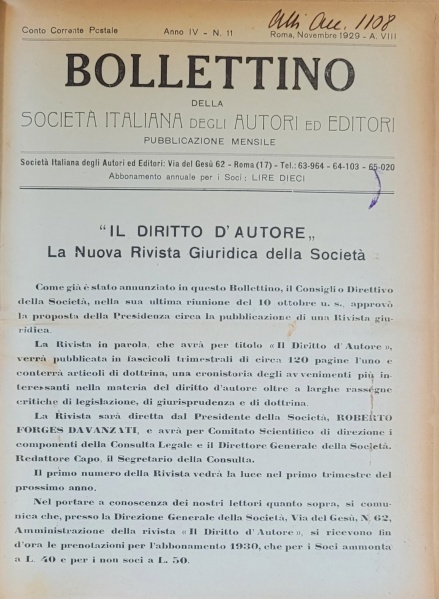 Atti Acc. 1108
Conto Corrente Postale Anno IV - N. 11 Roma, Novembre 1929 - A. VIII
BOLLETTINO
DELLA
SOCIETÀ ITALIANA DEGLI AUTORI ED EDITORI
PUBBLICAZIONE MENSILE
Società Italiana degli Autori ed Editori: Via del Gesù 62 - Roma (17) - Tel.: 63-964 - 64-103 - 65-020
Abbonamento annuale per i Soci: LIRE DIECI
"IL DIRITTO D'AUTORE„
La Nuova Rivista Giuridica della Società
Come già è stato annunziato in questo Bollettino, il Consiglio Direttivo
della Società, nella sua ultima riunione del 10 ottobre u. s., approvò
la proposta della Presidenza circa la pubblicazione di una Rivista giu-
ridica.
La Rivista in parola, che avrà per titolo «Il Diritto d'Autore»,
verrà pubblicata in fascicoli trimestrali di circa 120 pagine l'uno e
conterrà articoli di dottrina, una cronistoria degli avvenimenti più in-
teressanti nella materia del diritto d'autore oltre a larghe rassegne
critiche di legislazione, di giurisprudenza e di dottrina.
La Rivista sarà diretta dal Presidente della Società, ROBERTO
FORGES DAVANZATI, e avrà per Comitato Scientifico di direzione i
componenti della Consulta Legale e il Direttore Generale della Società.
Redattore Capo, il Segretario della Consulta.
Il primo numero della Rivista vedrà la luce nel primo trimestre del
prossimo anno.
Nel portare a conoscenza dei nostri lettori quanto sopra, si comu-
nica che, presso la Direzione Generale della Società, Via del Gesù, N. 62,
Amministrazione della rivista «Il Diritto d'Autore», si ricevono fin
d'ora le prenotazioni per l'abbonamento 1930, che per i Soci ammonta
a L. 40 e per i non soci a L. 50.